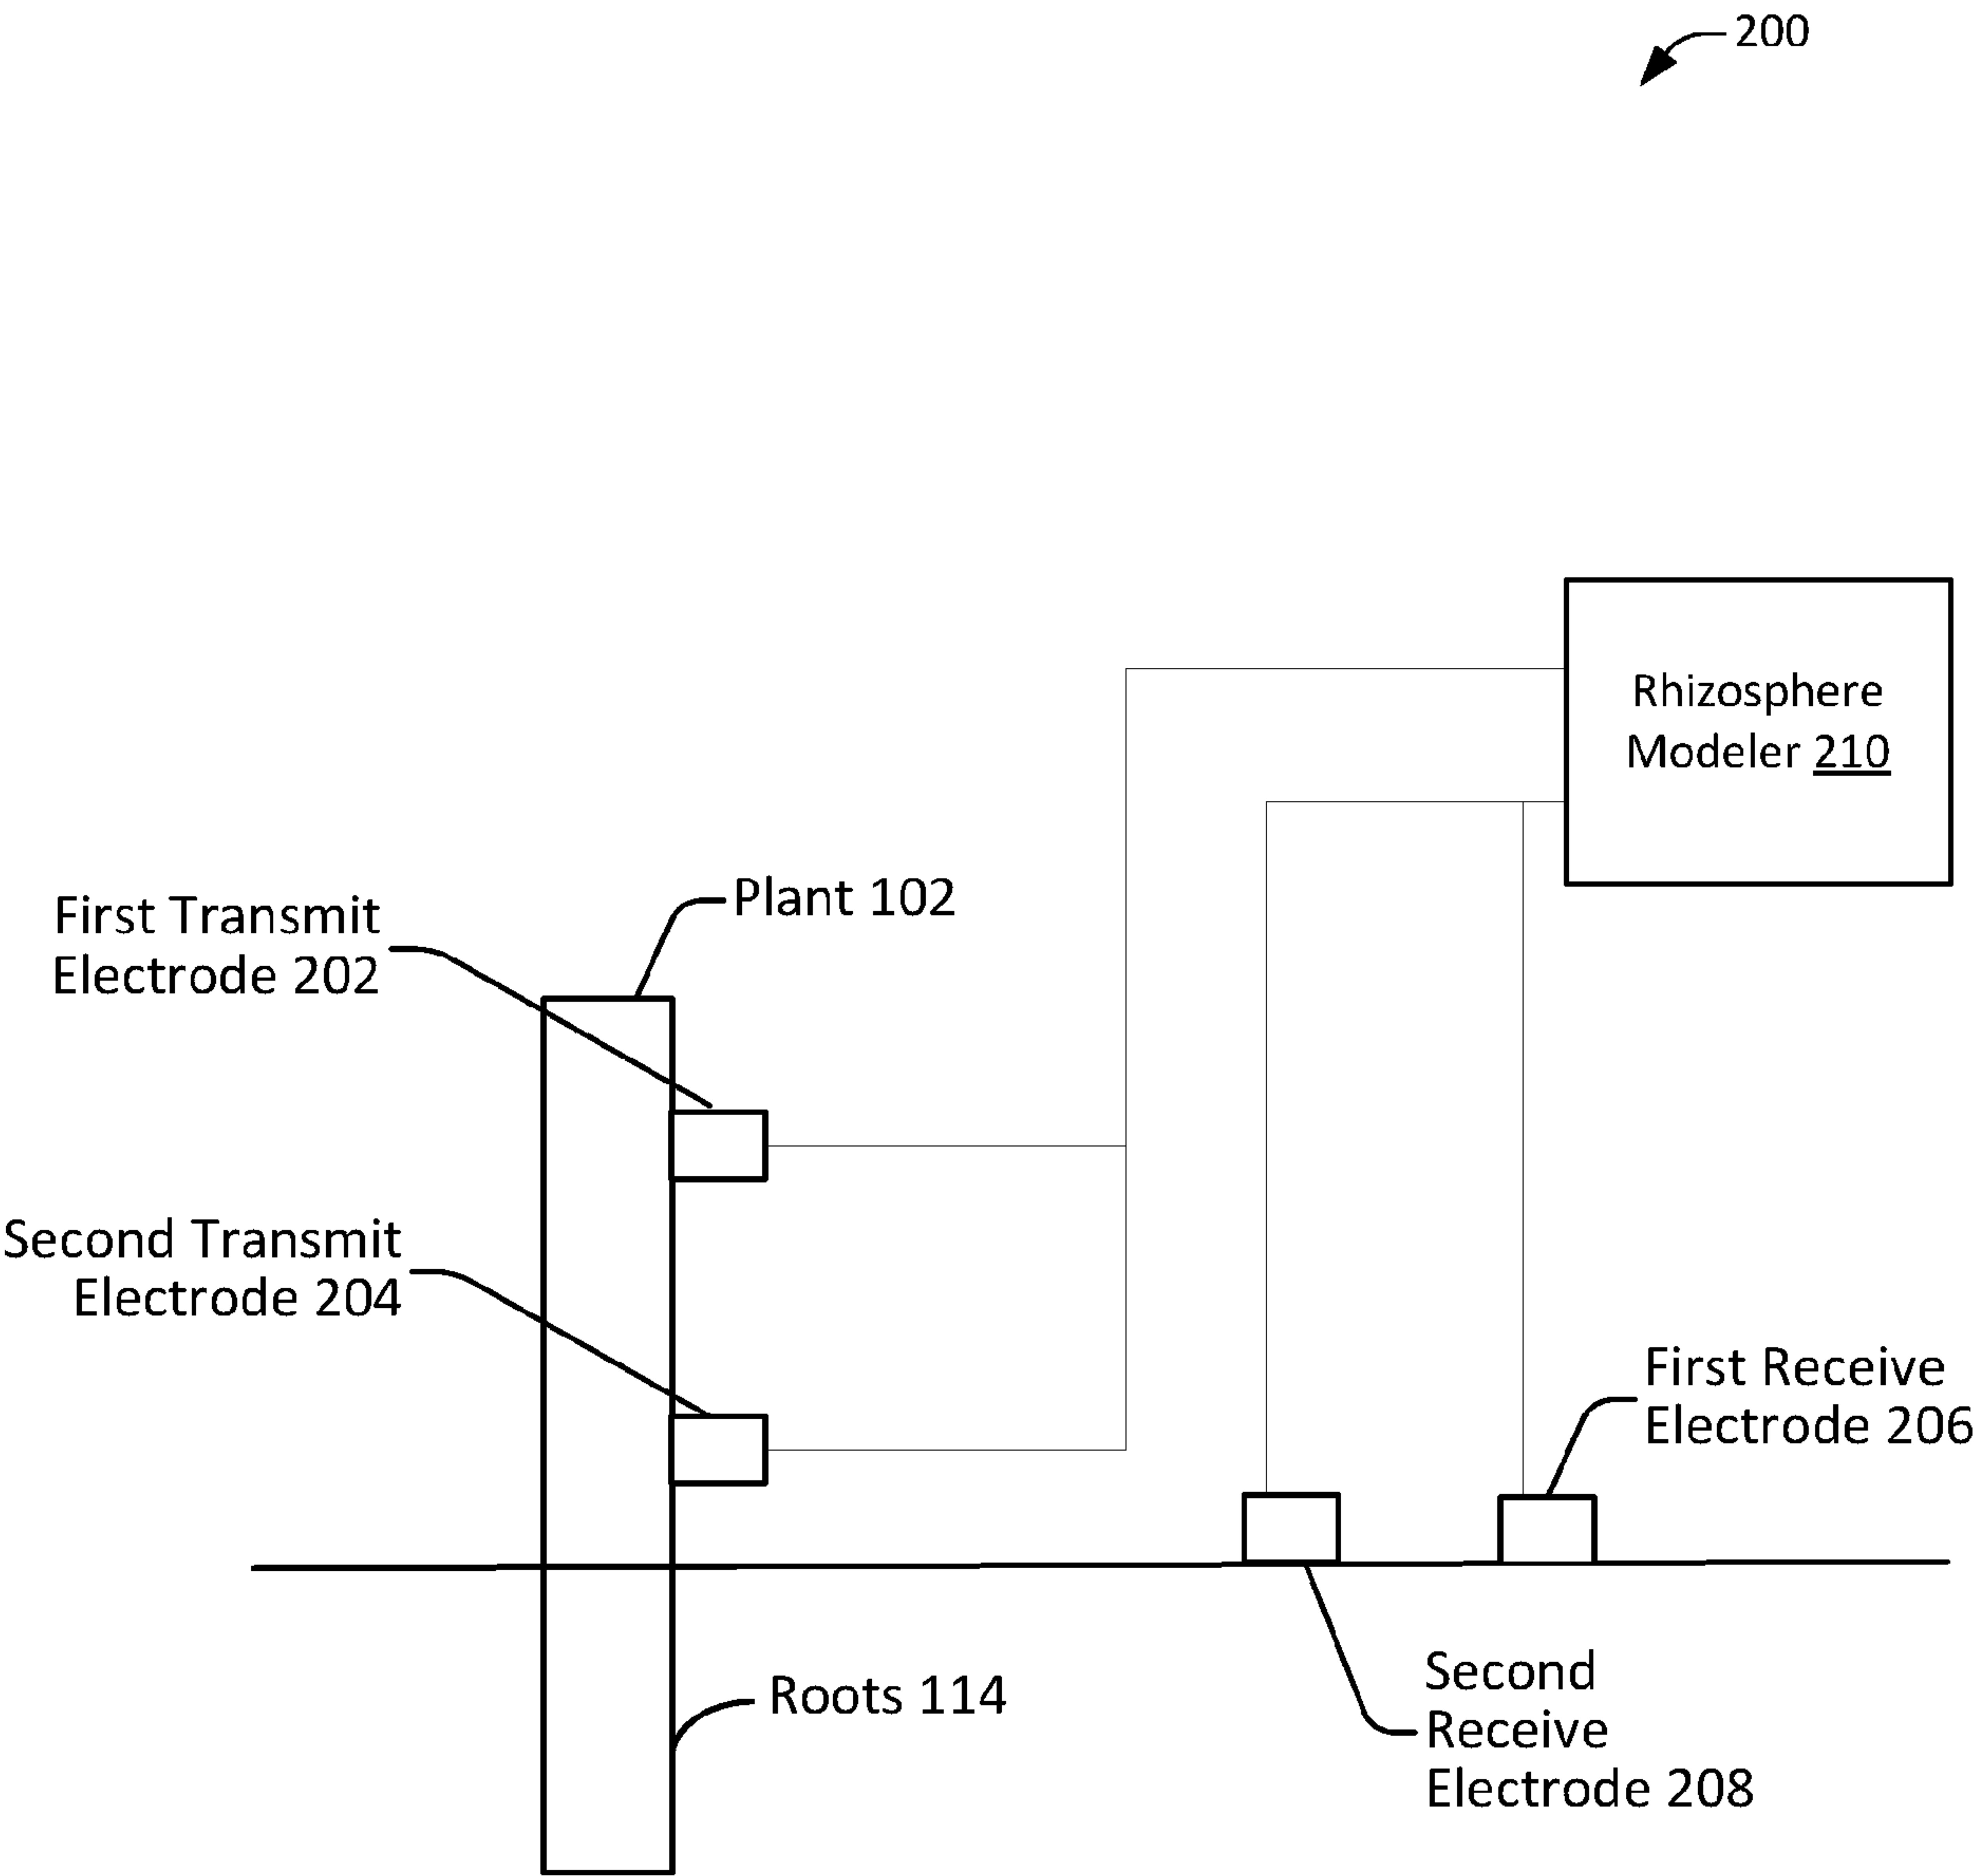 200
Rhizosphere
Modeler 210
Plant 102
First Transmit
Electrode 202
Second Transmit
Electrode 204
First Receive
Electrode 206
Second
Receive
Electrode 208
Roots 114